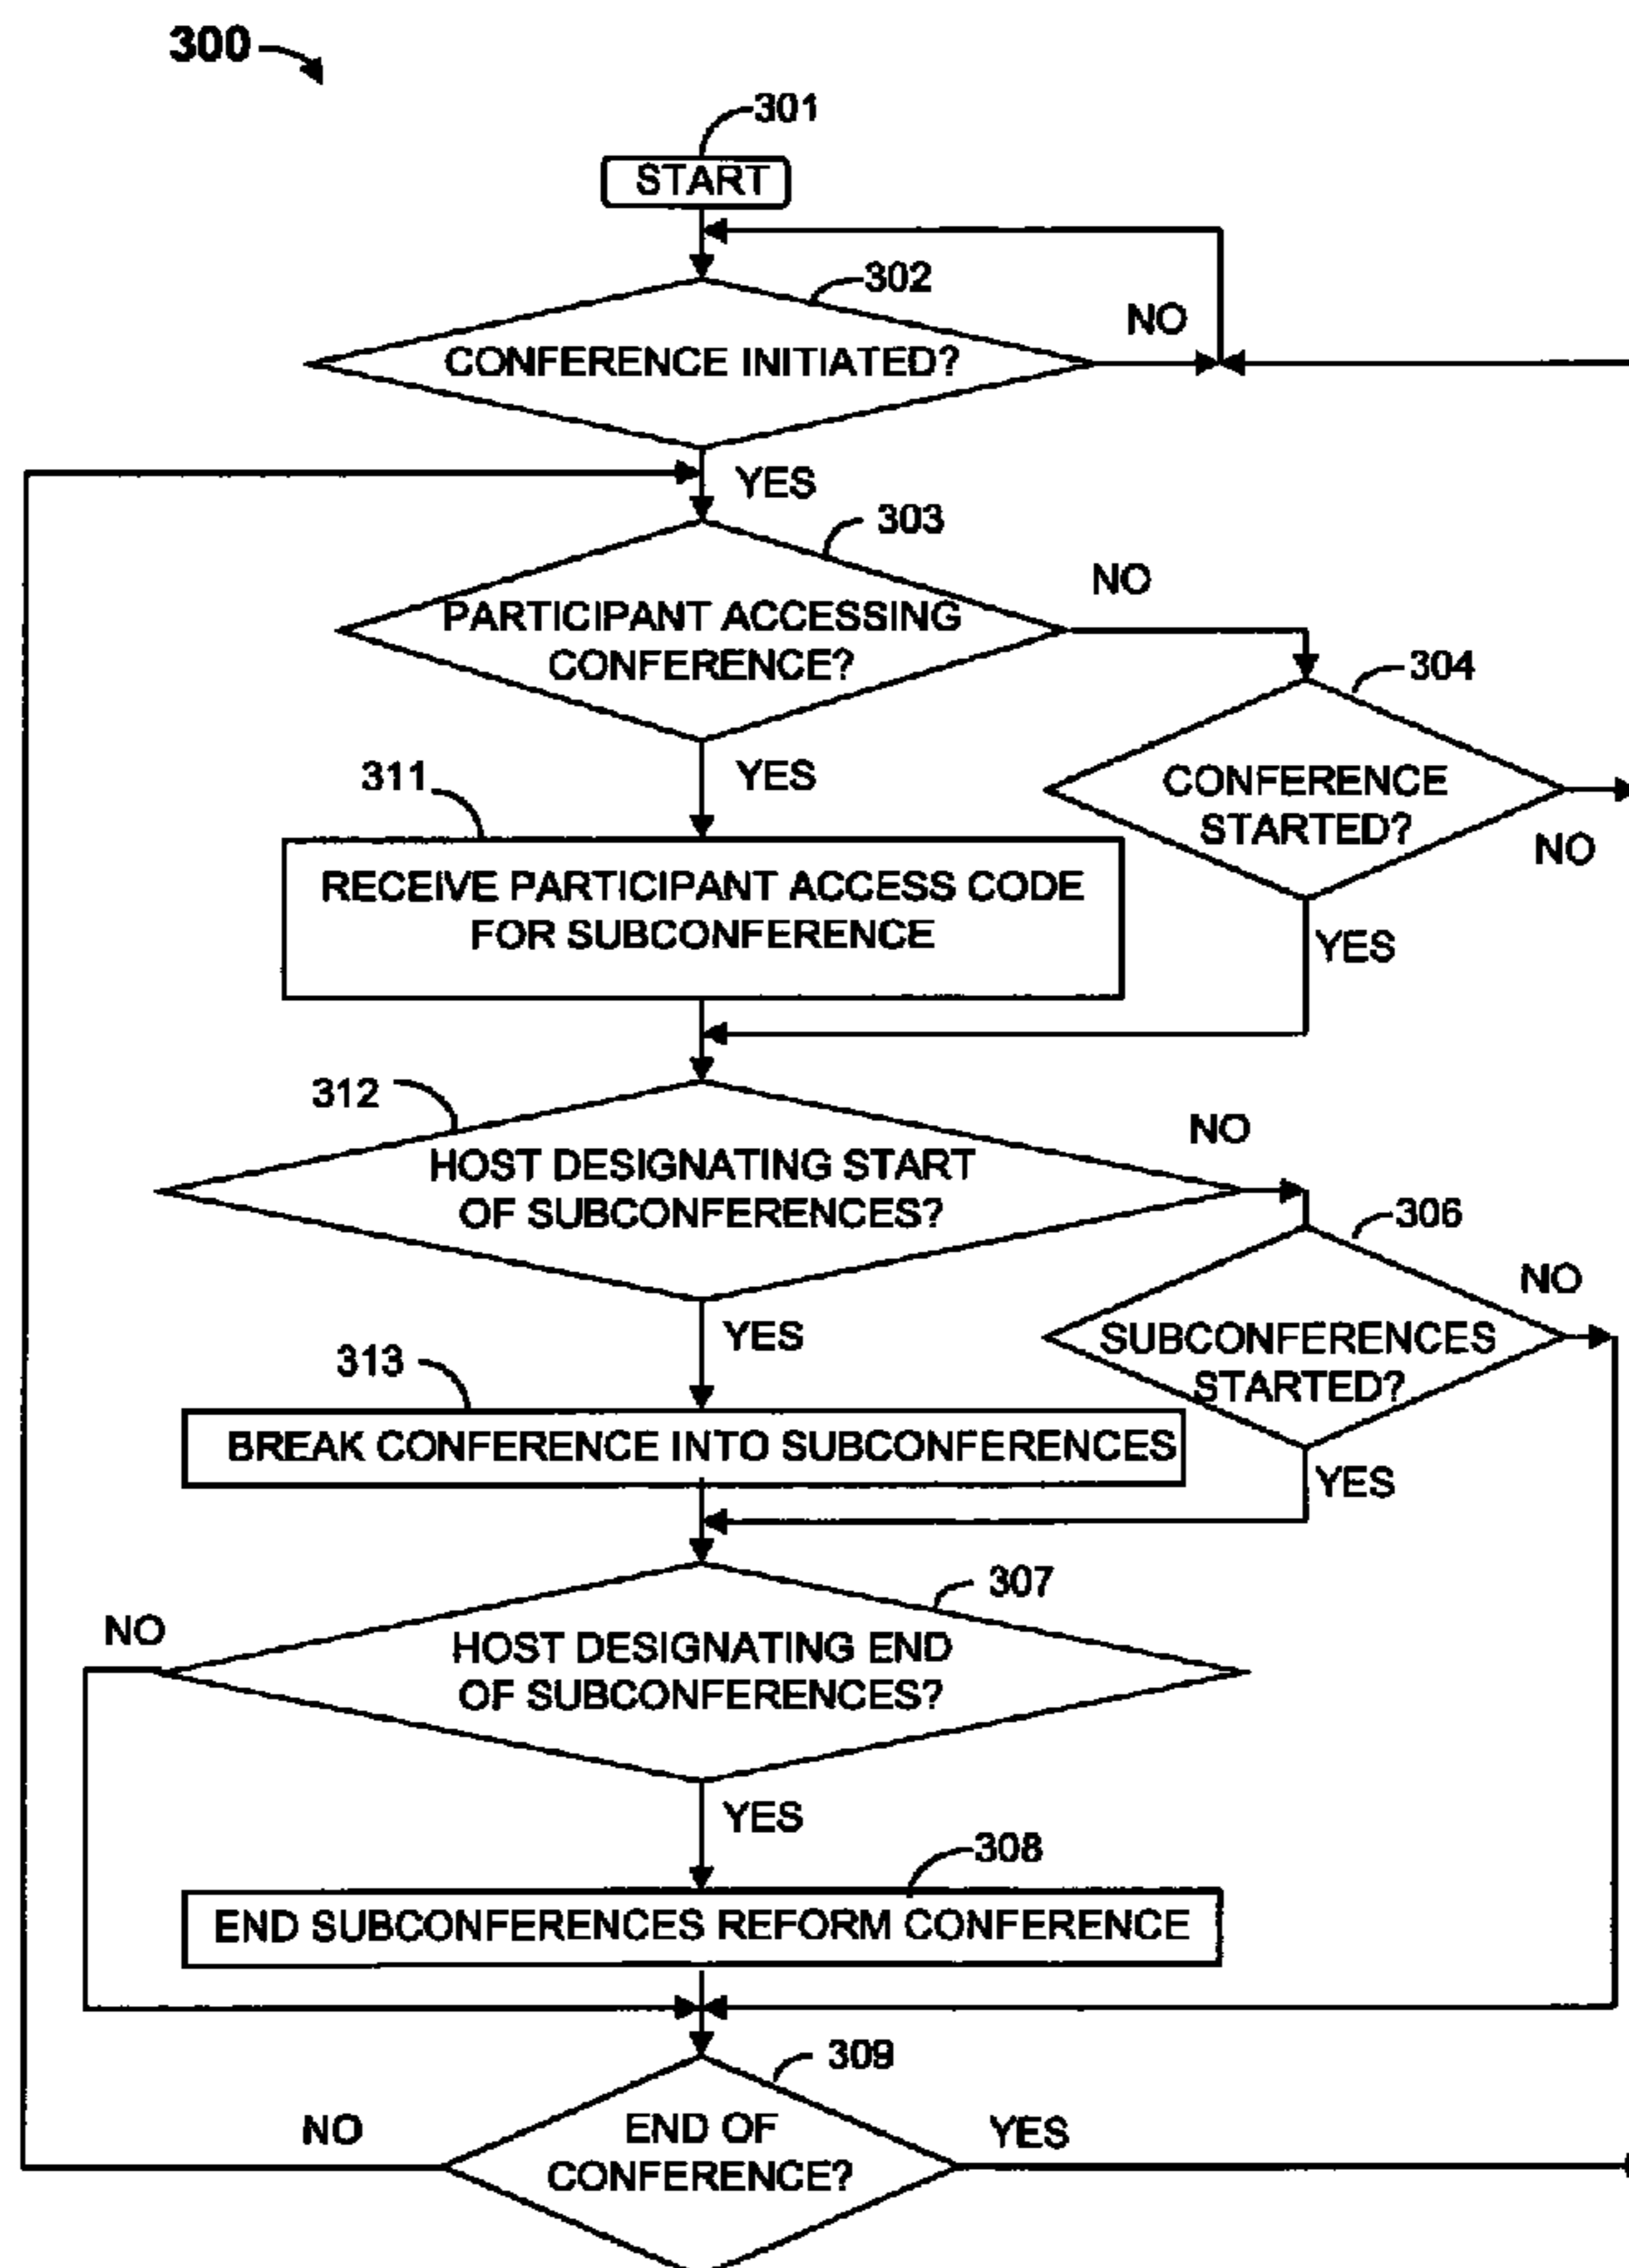 300
301
START
302
NO
CONFERENCE INITIATED?
YES
303
NO
PARTICIPANT ACCESSING
CONFERENCE?
304
YES
311
CONFERENCE
STARTED?
NO
RECEIVE PARTICIPANT ACCESS CODE
FOR SUBCONFERENCE
YES
312
NO
HOST DESIGNATING START
OF SUBCONFERENCES?
306
NO
YES
SUBCONFERENCES
STARTED?
313
BREAK CONFERENCE INTO SUBCONFERENCES
YES
307
NO
HOST DESIGNATING END
OF SUBCONFERENCES?
YES
308
END SUBCONFERENCES REFORM CONFERENCE
309
NO
END OF
CONFERENCE?
YES